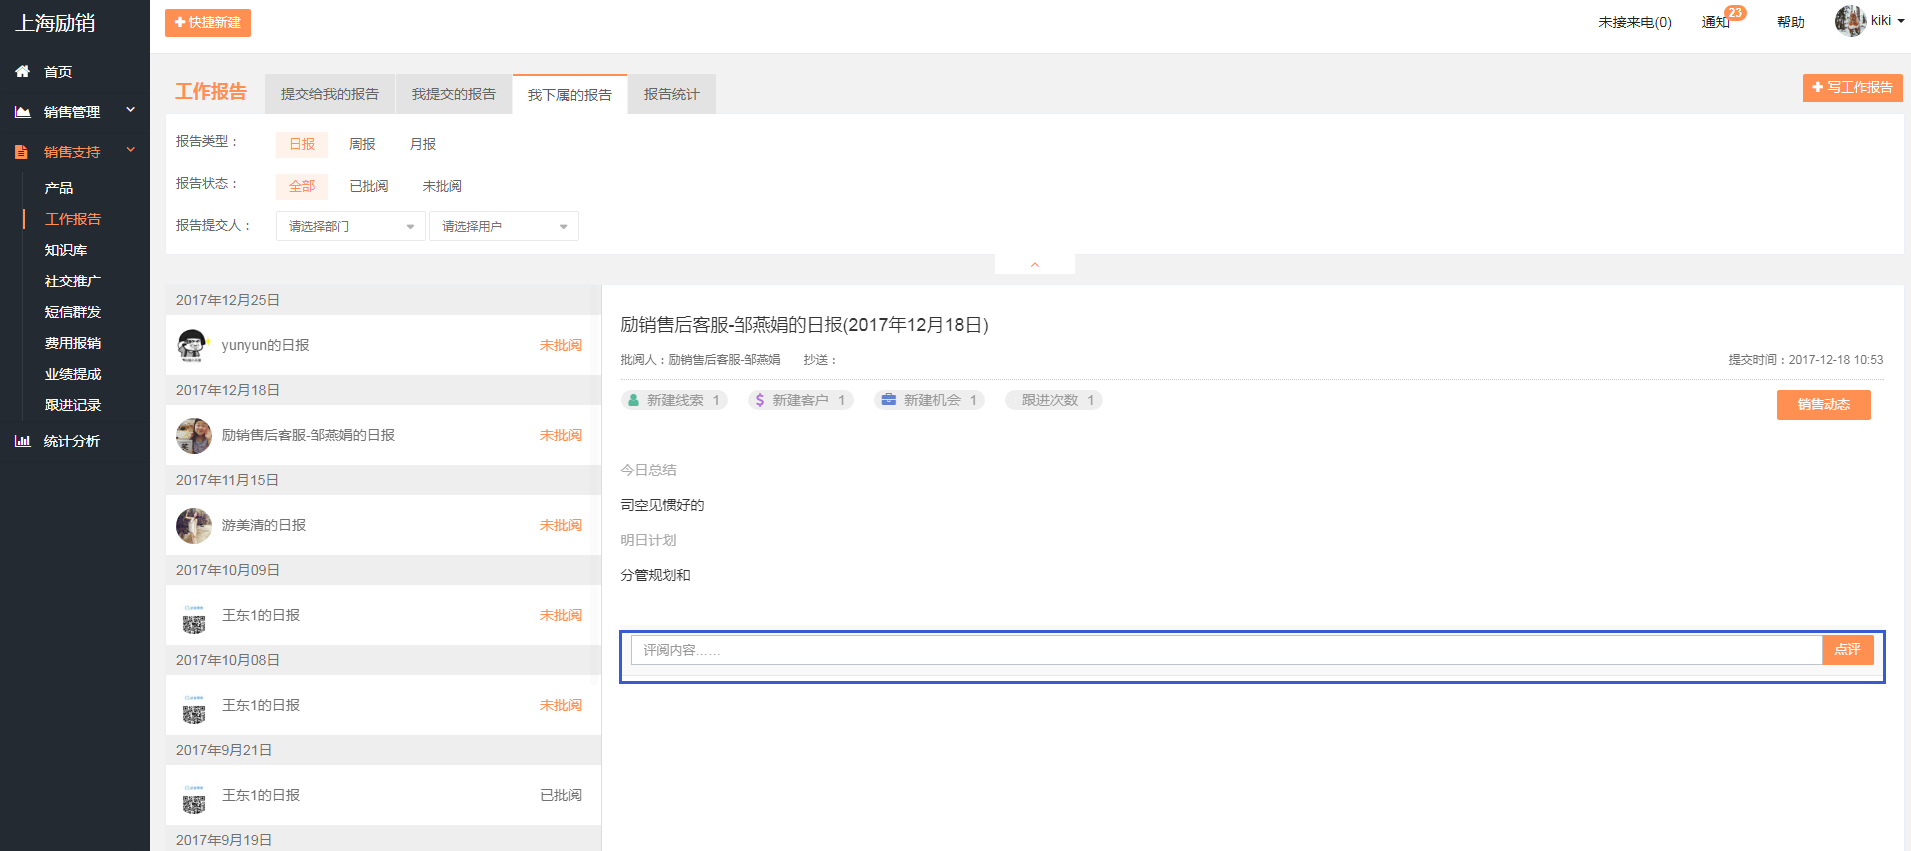 上海励销
快捷新建
未接来电(0)
通知
23
帮助
kiki
首页
销售管理
销售支持
产品
工作报告
知识库
社交推广
短信群发
费用报销
业绩提成
跟进记录
统计分析
工作报告
提交给我的报告
我提交的报告
我下属的报告
报告统计
写工作报告
报告类型：
日报
周报
月报
报告状态：
全部
已批阅
未批阅
报告提交人：
请选择部门
请选择用户
2017年12月25日
yunyun的日报
未批阅
2017年12月18日
励销售后客服-邹燕娟的日报
未批阅
2017年11月15日
游美清的日报
未批阅
2017年10月09日
王东1的日报
未批阅
2017年10月08日
王东1的日报
未批阅
2017年9月21日
王东1的日报
已批阅
2017年9月19日
励销售后客服-邹燕娟的日报(2017年12月18日)
批阅人：励销售后客服-邹燕娟
抄送：
提交时间：2017-12-18 10:53
新建线索 1
新建客户 1
新建机会 1
跟进次数 1
销售动态
今日总结
司空见惯好的
明日计划
分管规划和
评阅内容……
点评